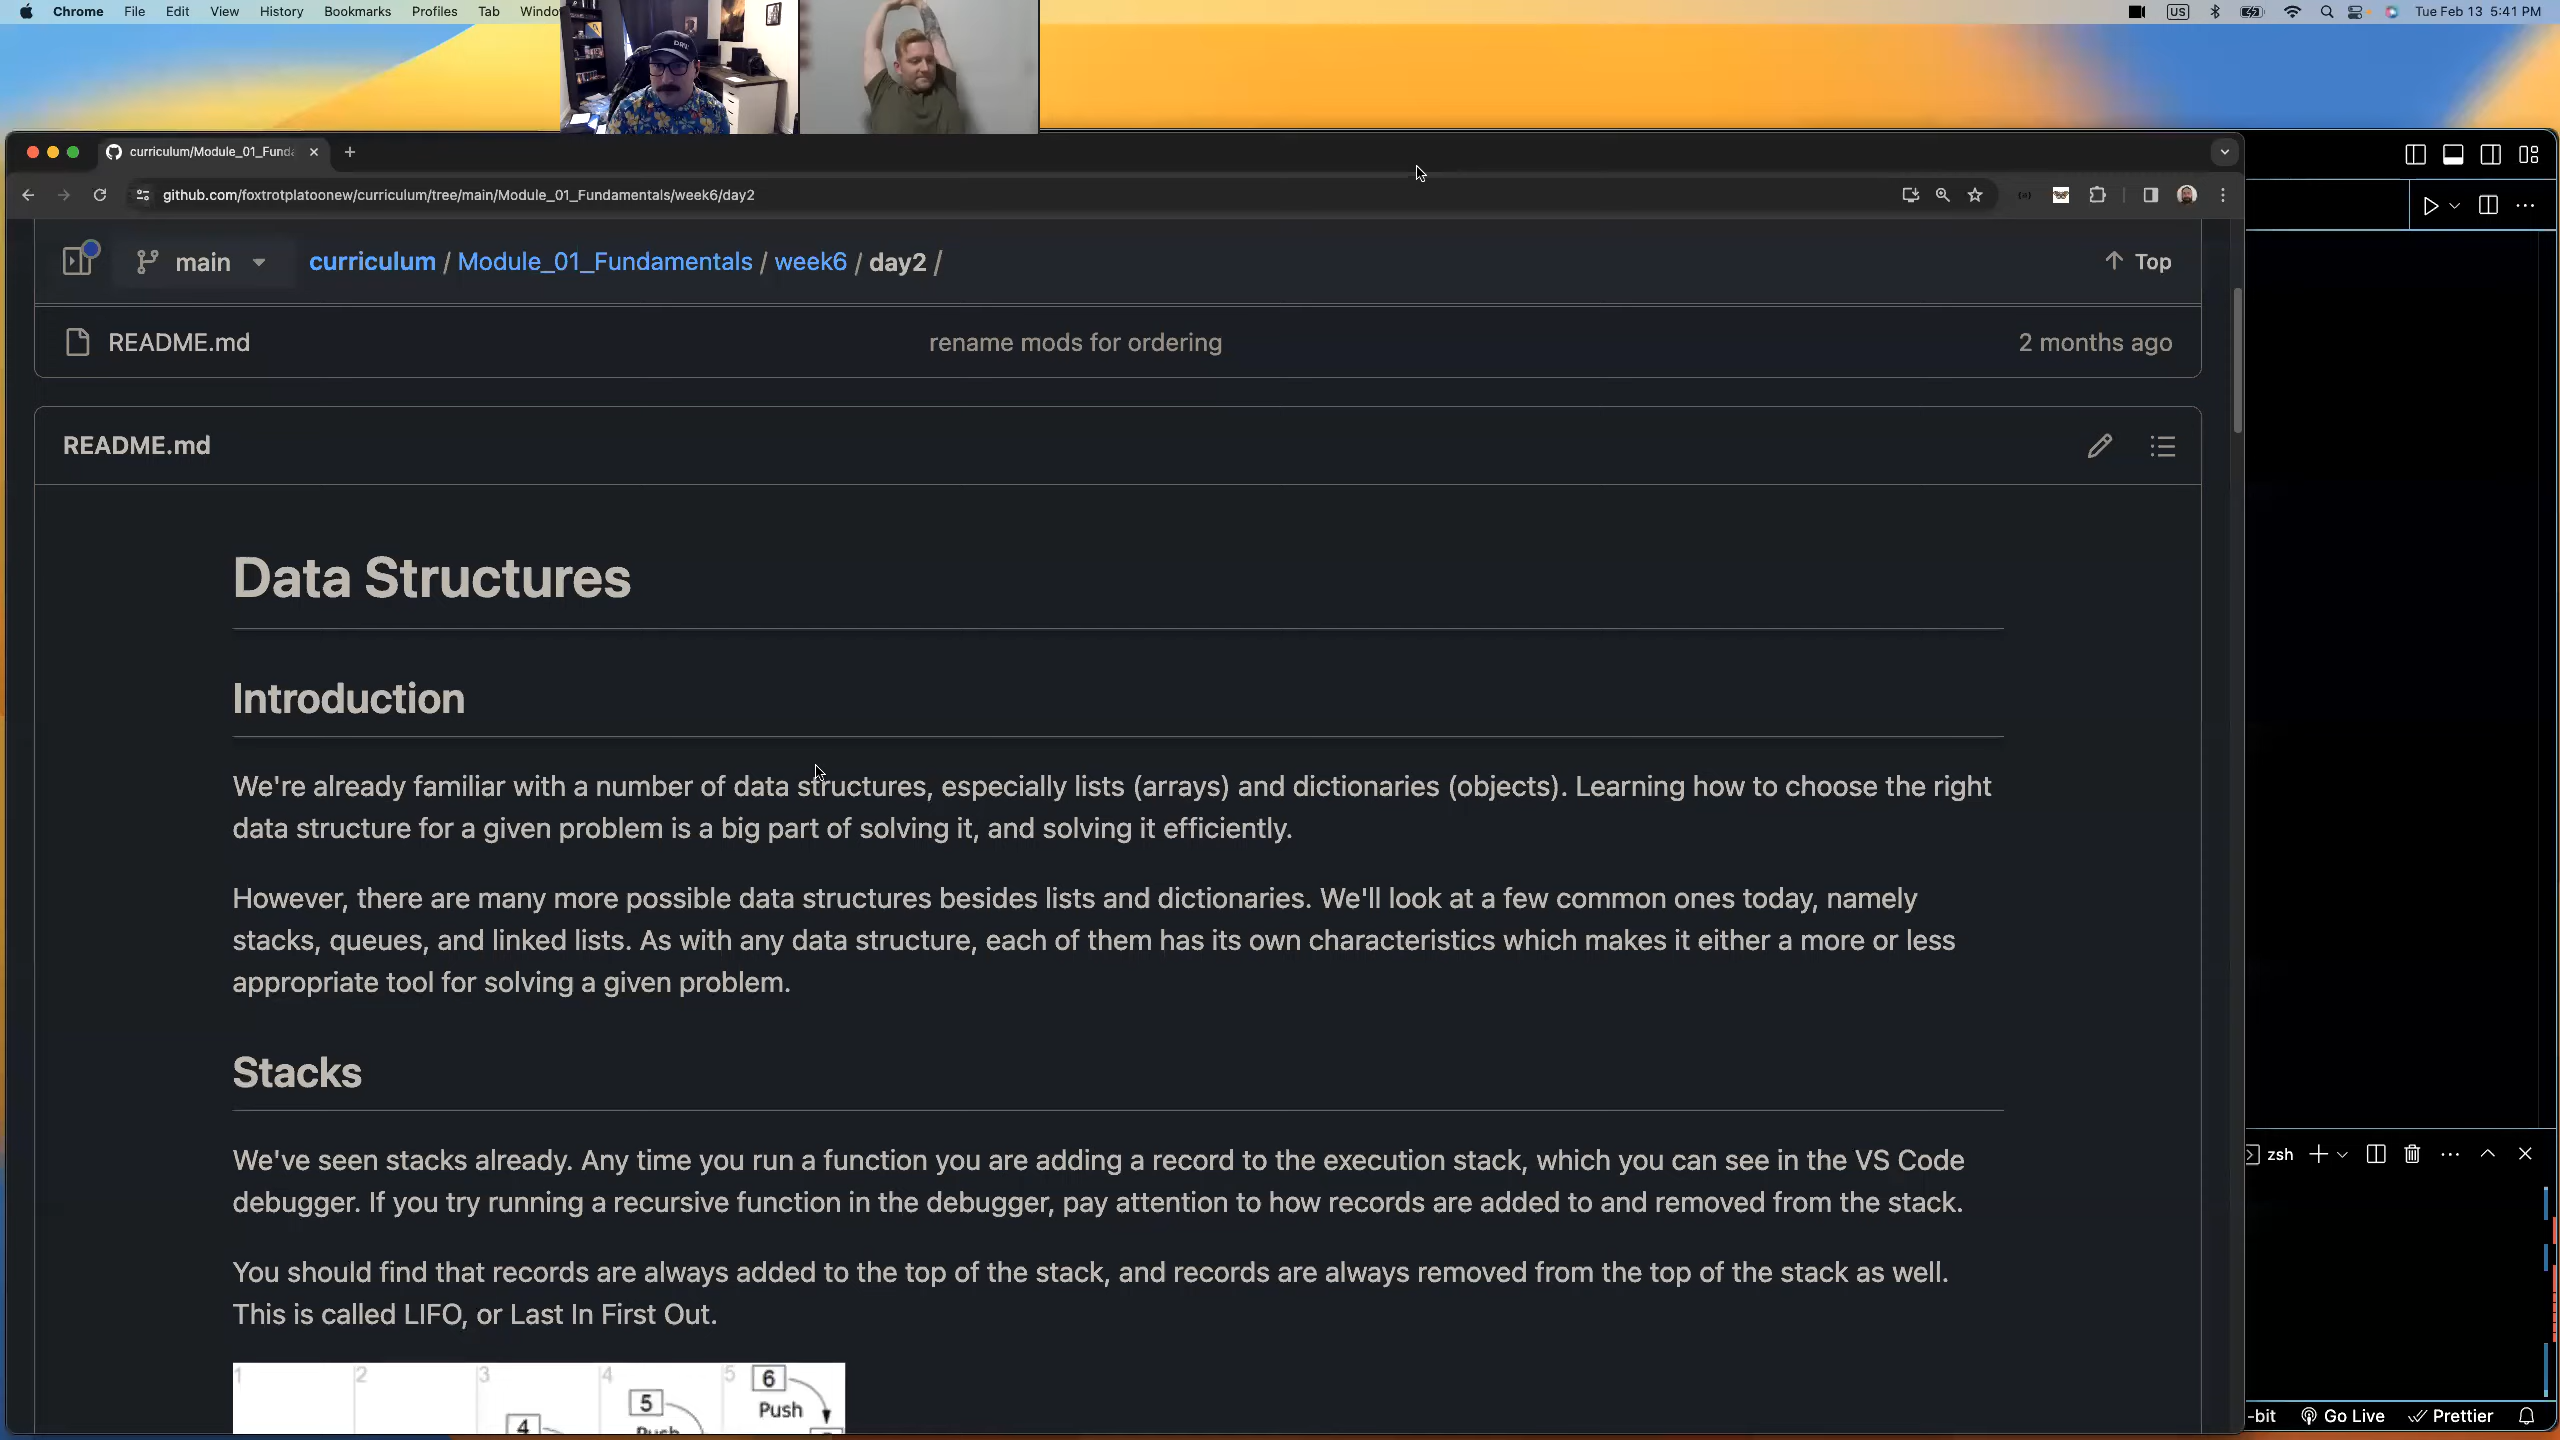 Chrome File Edit View History Bookmarks Profiles Tab Windo
US Tue Feb 13 5:41 PM
DRE
curriculum/Module_01_Funda
github.com/foxtrotplatoonew/curriculum/tree/main/Module_01_Fundamentals/week6/day2
main curriculum / Module_01_Fundamentals / week6 / day2 / Top
README.md rename mods for ordering 2 months ago
README.md
Data Structures
Introduction
We're already familiar with a number of data structures, especially lists (arrays) and dictionaries (objects). Learning how to choose the right
data structure for a given problem is a big part of solving it, and solving it efficiently.
However, there are many more possible data structures besides lists and dictionaries. We'll look at a few common ones today, namely
stacks, queues, and linked lists. As with any data structure, each of them has its own characteristics which makes it either a more or less
appropriate tool for solving a given problem.
Stacks
We've seen stacks already. Any time you run a function you are adding a record to the execution stack, which you can see in the VS Code
debugger. If you try running a recursive function in the debugger, pay attention to how records are added to and removed from the stack.
You should find that records are always added to the top of the stack, and records are always removed from the top of the stack as well.
This is called LIFO, or Last In First Out.
1 2 3 4 5 6
5 Push
4 Push
zsh
-bit Go Live Prettier